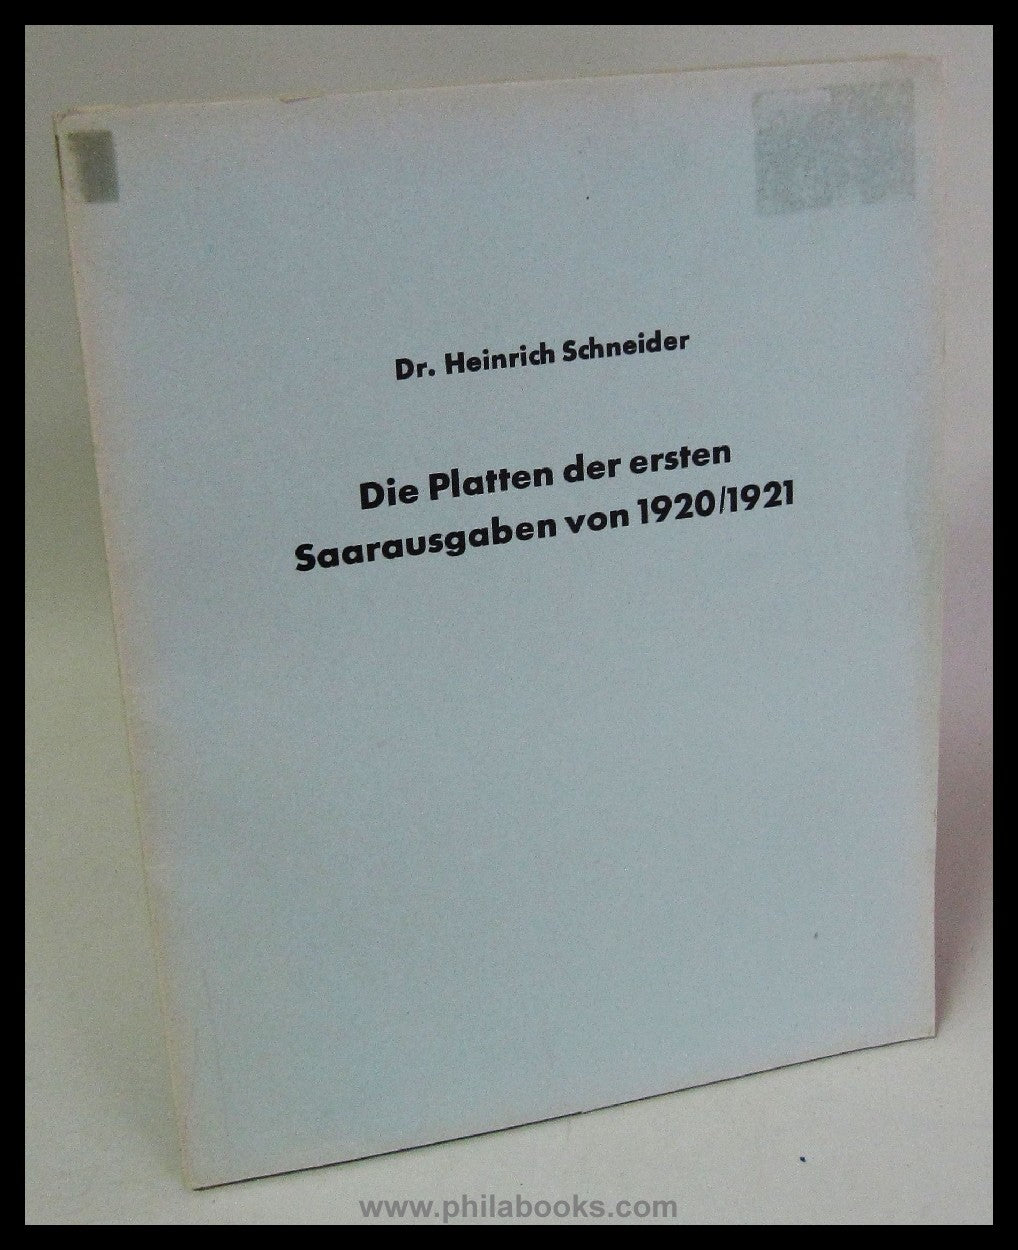 Dr. Heinrich Schneider
Die Platten der ersten
Saarausgaben von 1920/1921
www.philabooks.com